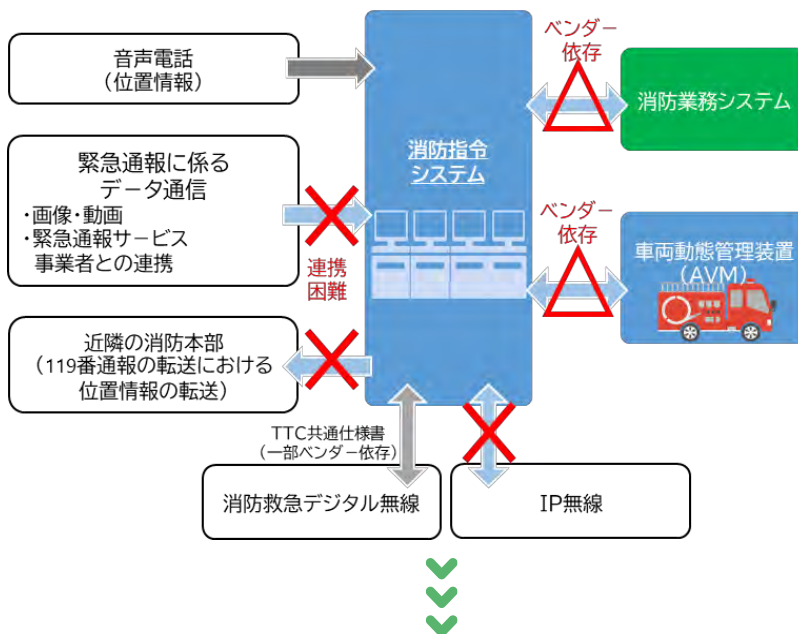 音声電話
(位置情報)
緊急通報に係る
データ通信
・画像・動画
・緊急通報サービス
事業者との連携
連携
困難
近隣の消防本部
(119番通報の転送における
位置情報の転送)
消防指令
システム
ベンダー
依存
消防業務システム
ベンダー
依存
車両動態管理装置
(AVM)
TTC共通仕様書
(一部ベンダー依存)
消防救急デジタル無線
IP無線